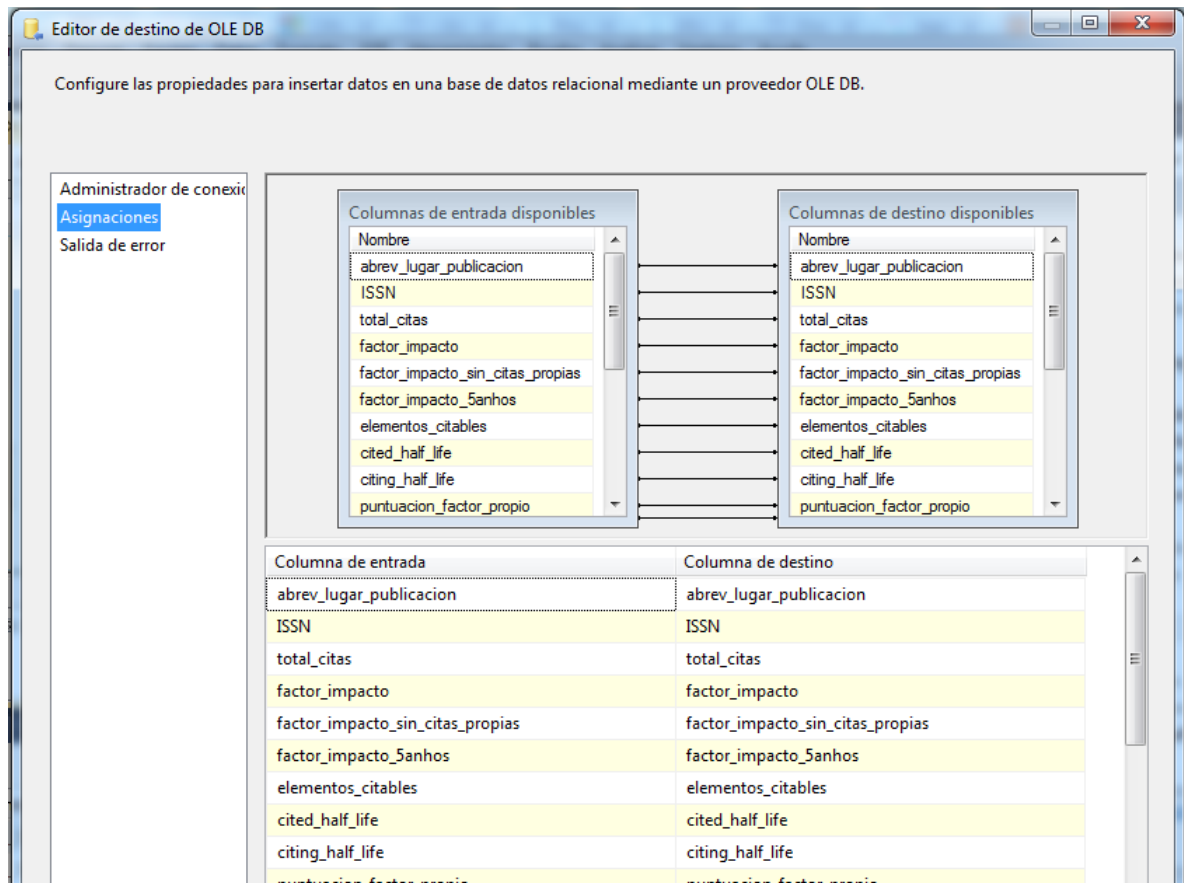 Editor de destino de OLE DB
Configure las propiedades para insertar datos en una base de datos relacional mediante un proveedor OLE DB.
Administrador de conexi
Asignaciones
Salida de error
Columnas de entrada disponibles
Nombre
abrev_lugar_publicacion
ISSN
total_citas
factor_impacto
factor_impacto_sin_citas_propias
factor_impacto_5anhos
elementos_citables
cited_half_life
citing_half_life
puntuacion_factor_propio
Columnas de destino disponibles
Nombre
abrev_lugar_publicacion
ISSN
total_citas
factor_impacto
factor_impacto_sin_citas_propias
factor_impacto_5anhos
elementos_citables
cited_half_life
citing_half_life
puntuacion_factor_propio
Columna de entrada Columna de destino
abrev_lugar_publicacion abrev_lugar_publicacion
ISSN ISSN
total_citas total_citas
factor_impacto factor_impacto
factor_impacto_sin_citas_propias factor_impacto_sin_citas_propias
factor_impacto_5anhos factor_impacto_5anhos
elementos_citables elementos_citables
cited_half_life cited_half_life
citing_half_life citing_half_life
puntuacion_factor_propio puntuacion_factor_propio